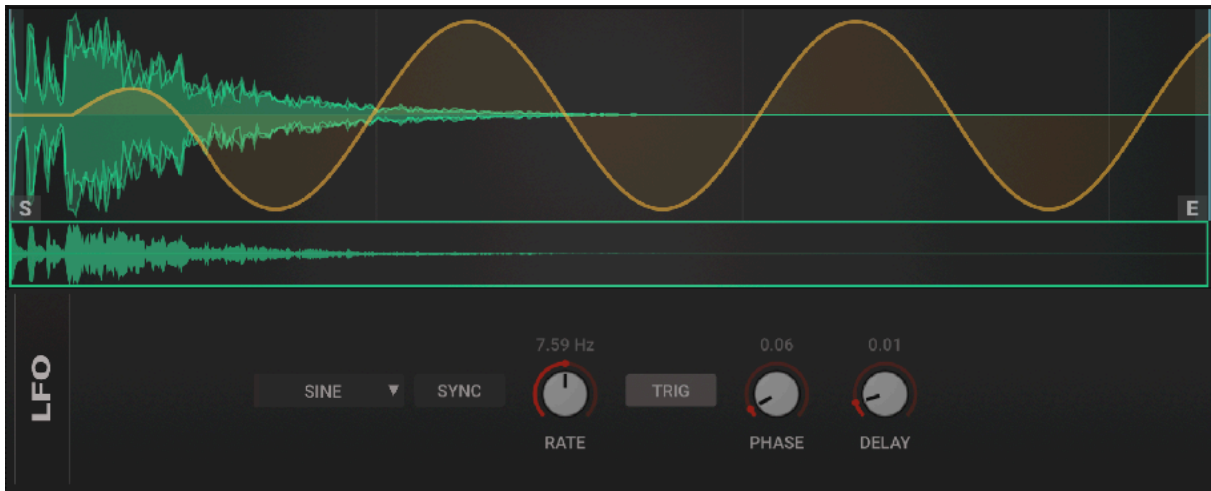 S
E
LFO
7.59 Hz
0.06
0.01
SINE
SYNC
TRIG
RATE
PHASE
DELAY